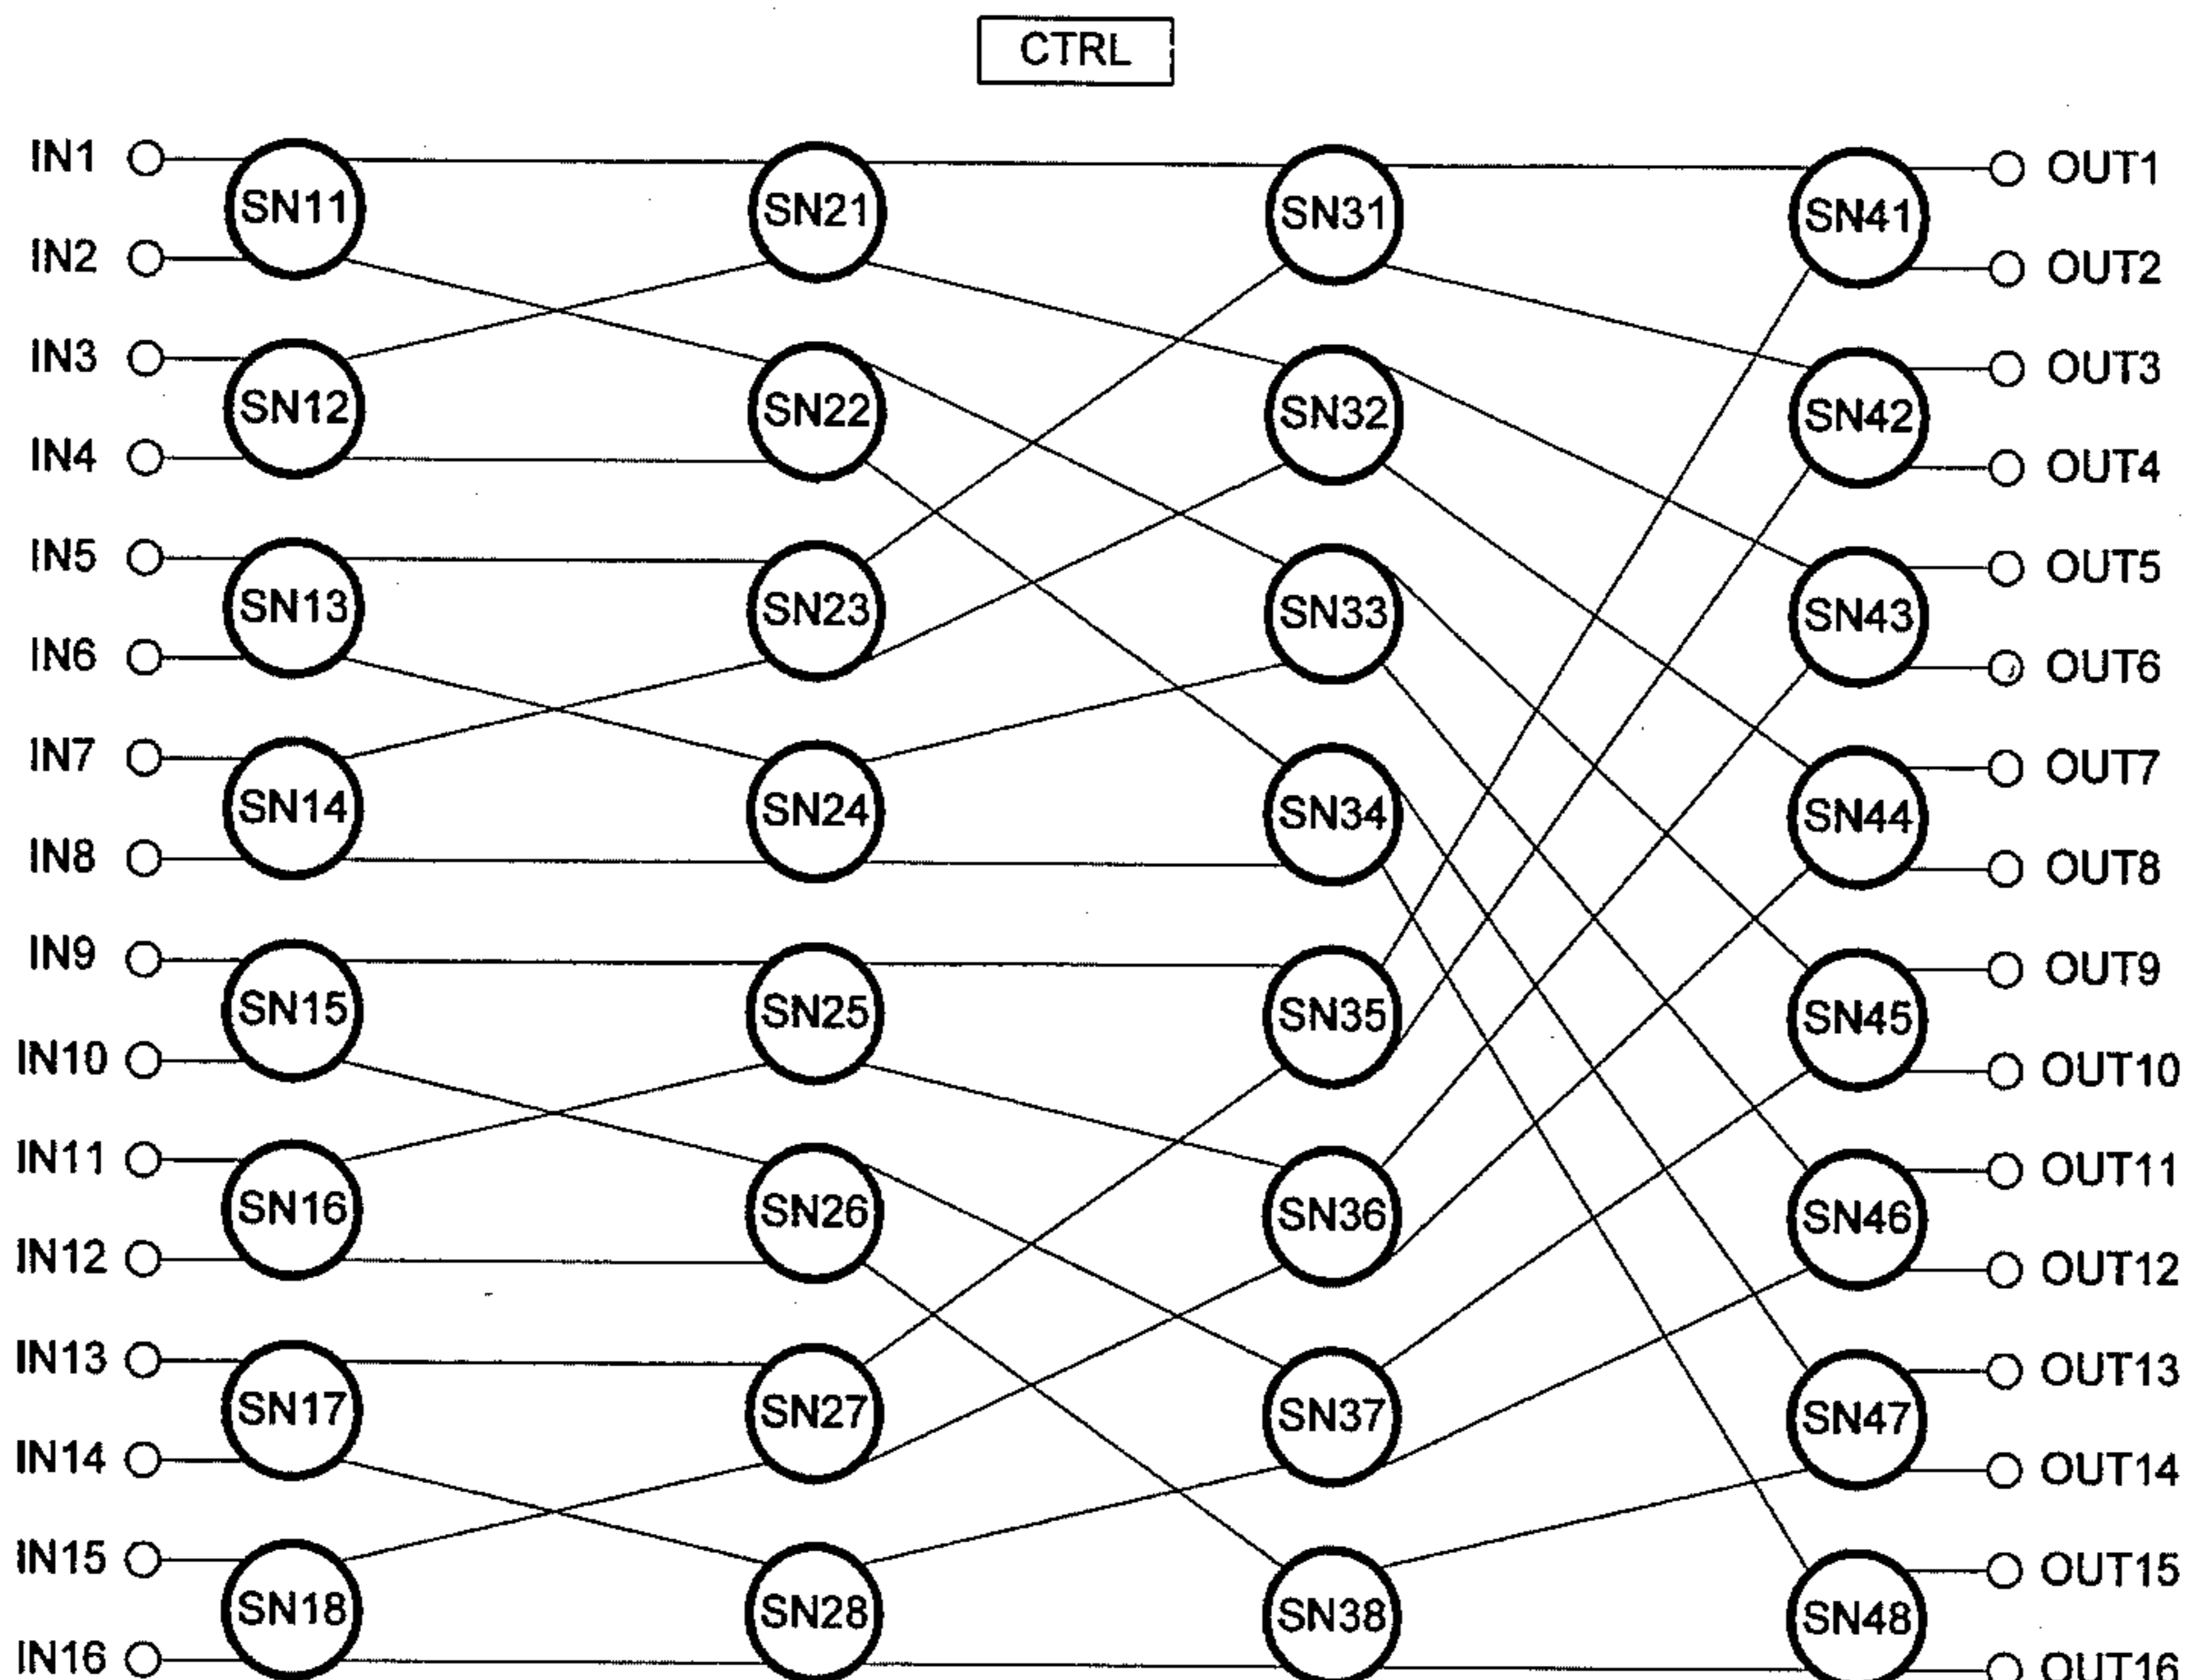 CTRL
IN1 SN11 SN21 SN31 SN41 OUT1
IN2 OUT2
IN3 SN12 SN22 SN32 SN42 OUT3
IN4 OUT4
IN5 SN13 SN23 SN33 SN43 OUT5
IN6 OUT6
IN7 SN14 SN24 SN34 SN44 OUT7
IN8 OUT8
IN9 SN15 SN25 SN35 SN45 OUT9
IN10 OUT10
IN11 SN16 SN26 SN36 SN46 OUT11
IN12 OUT12
IN13 SN17 SN27 SN37 SN47 OUT13
IN14 OUT14
IN15 SN18 SN28 SN38 SN48 OUT15
IN16 OUT16